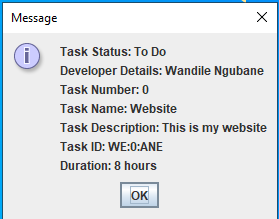 Message
Task Status: To Do
Developer Details: Wandile Ngubane
Task Number: 0
Task Name: Website
Task Description: This is my website
Task ID: WE:0:ANE
Duration: 8 hours
OK